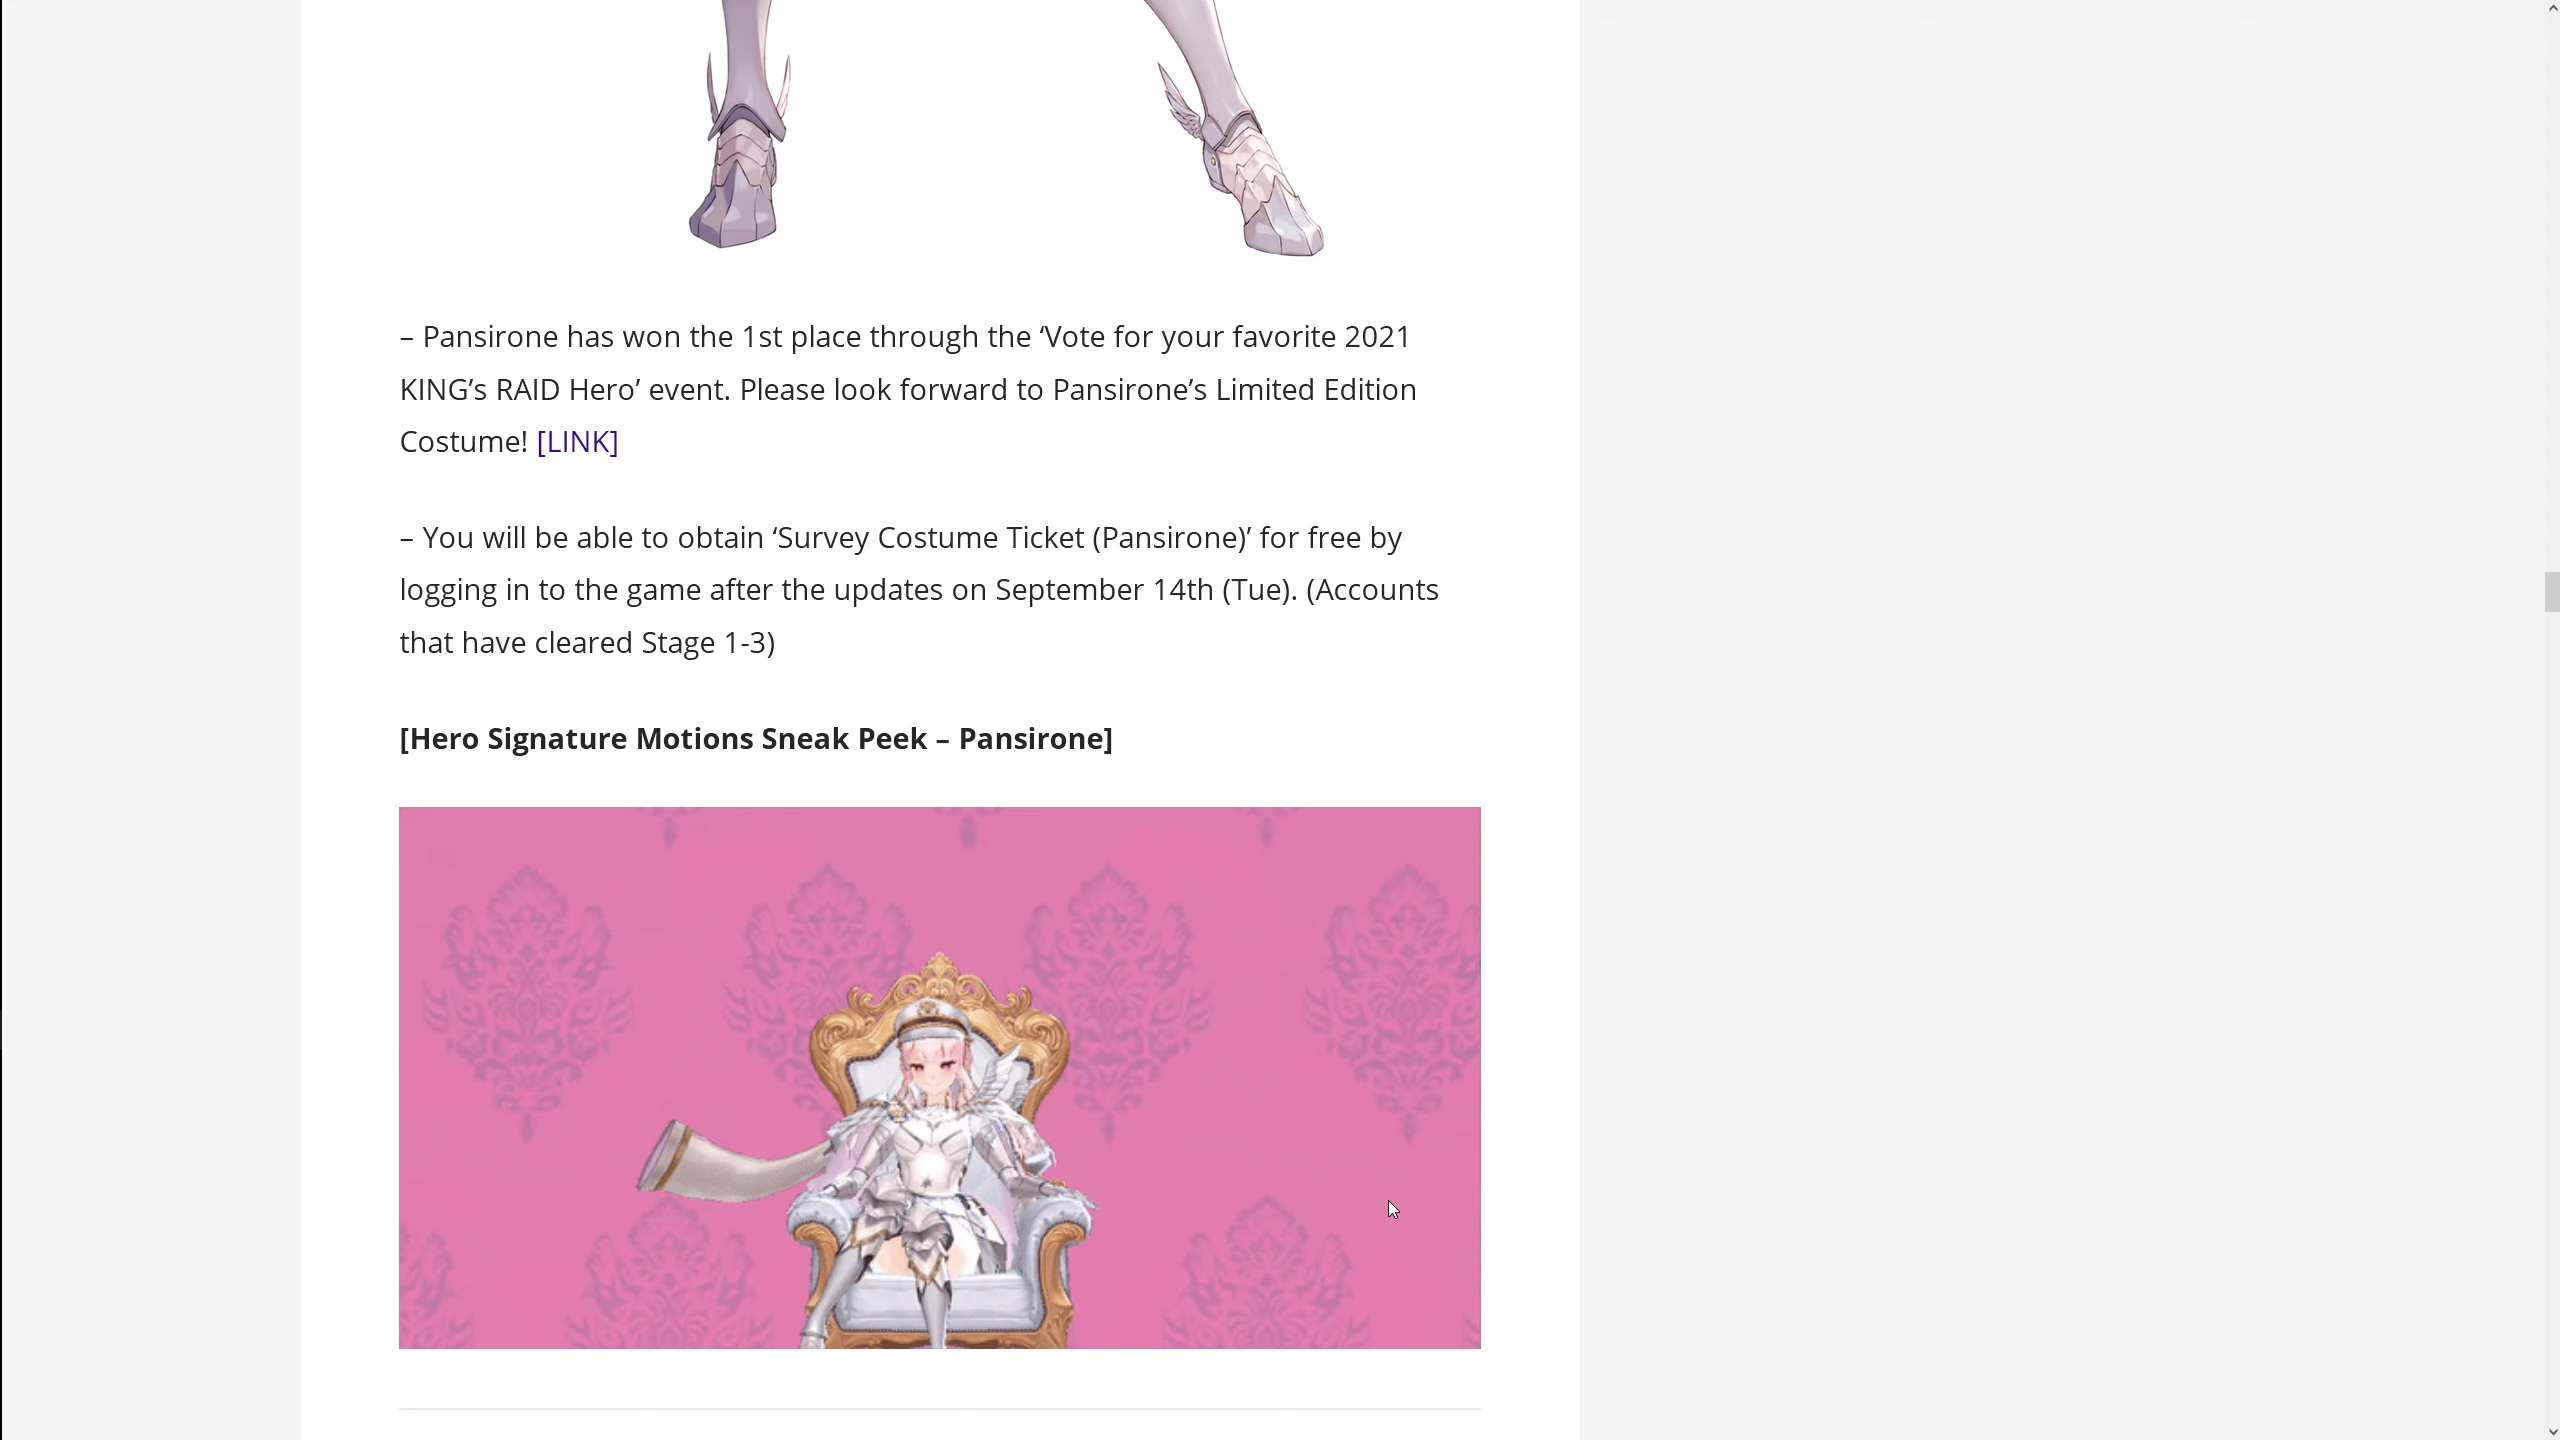 – Pansirone has won the 1st place through the ‘Vote for your favorite 2021
KING’s RAID Hero’ event. Please look forward to Pansirone’s Limited Edition
Costume! [LINK]
– You will be able to obtain ‘Survey Costume Ticket (Pansirone)’ for free by
logging in to the game after the updates on September 14th (Tue). (Accounts
that have cleared Stage 1-3)
[Hero Signature Motions Sneak Peek – Pansirone]